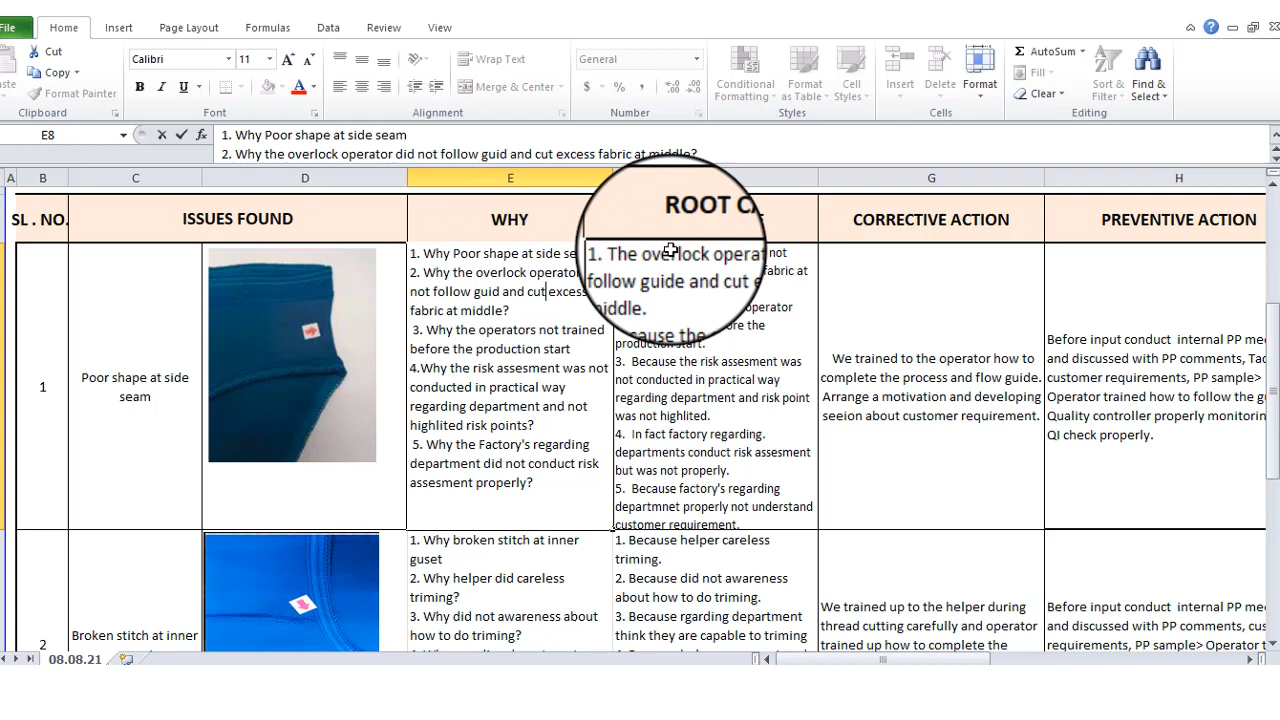 File Home Insert Page Layout Formulas Data Review View
Cut
Copy
Format Painter
Clipboard
Calibri 11
B I U A
Font
Wrap Text
Merge & Center
Alignment
General
$ % ,
Number
Conditional Formatting
Format as Table
Cell Styles
Styles
Insert Delete Format
Cells
Σ AutoSum
Fill
Clear
Sort & Filter
Find & Select
Editing
E8 fx 1. Why Poor shape at side seam
2. Why the overlock operator did not follow guid and cut excess fabric at middle?
A B C D E G H
SL . NO. ISSUES FOUND WHY ROOT CORRECTIVE ACTION PREVENTIVE ACTION
1
Poor shape at side
seam
1. Why Poor shape at side
2. Why the overlock operator
not follow guid and cut excess
fabric at middle?
3. Why the operators not trained
before the production start
4.Why the risk assesment was not
conducted in practical way
regarding department and not
highlited risk points?
5. Why the Factory's regarding
department did not conduct risk
assesment properly?
1. The overlock operat not
follow guide and cut fabric at
middle.
operator
the
production start.
3. Because the risk assesment was
not conducted in practical way
regarding department and risk point
was not highlited.
4. In fact factory regarding.
departments conduct risk assesment
but was not properly.
5. Because factory's regarding
departmnet properly not understand
customer requirement.
We trained to the operator how to
complete the process and flow guide.
Arrange a motivation and developing
seeion about customer requirement.
Before input conduct internal PP me
and discussed with PP comments, Tac
customer requirements, PP sample>
Operator trained how to follow the g
Quality controller properly monitorin
QI check properly.
2
Broken stitch at inner
1. Why broken stitch at inner
guset
2. Why helper did careless
triming?
3. Why did not awareness about
how to do triming?
1. Because helper careless
triming.
2. Because did not awareness
about how to do triming.
3. Because rgarding department
think they are capable to triming
We trained up to the helper during
thread cutting carefully and operator
trained up how to complete the
Before input conduct internal PP me
and discussed with PP comments, cus
requirements, PP sample> Operator t
08.08.21